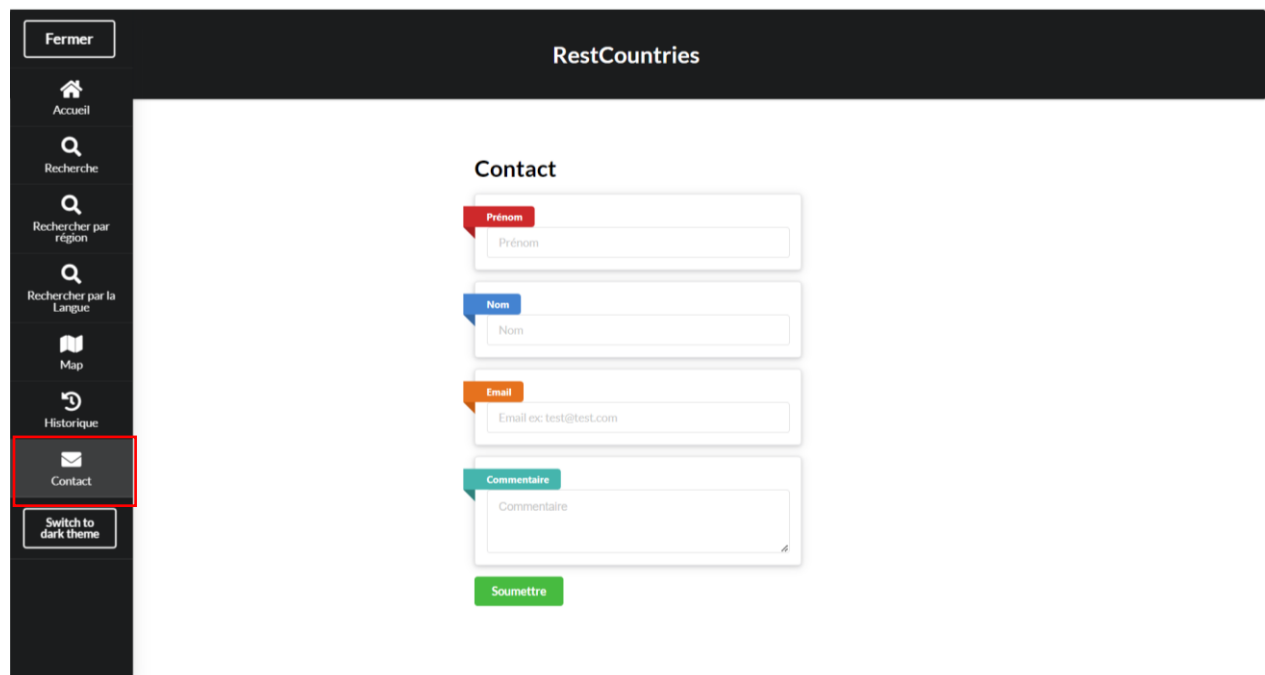 Fermer
RestCountries
Accueil
Recherche
Rechercher par
région
Rechercher par la
Langue
Map
Historique
Contact
Switch to
dark theme
Contact
Prénom
Prénom
Nom
Nom
Email
Email ex: test@test.com
Commentaire
Commentaire
Soumettre